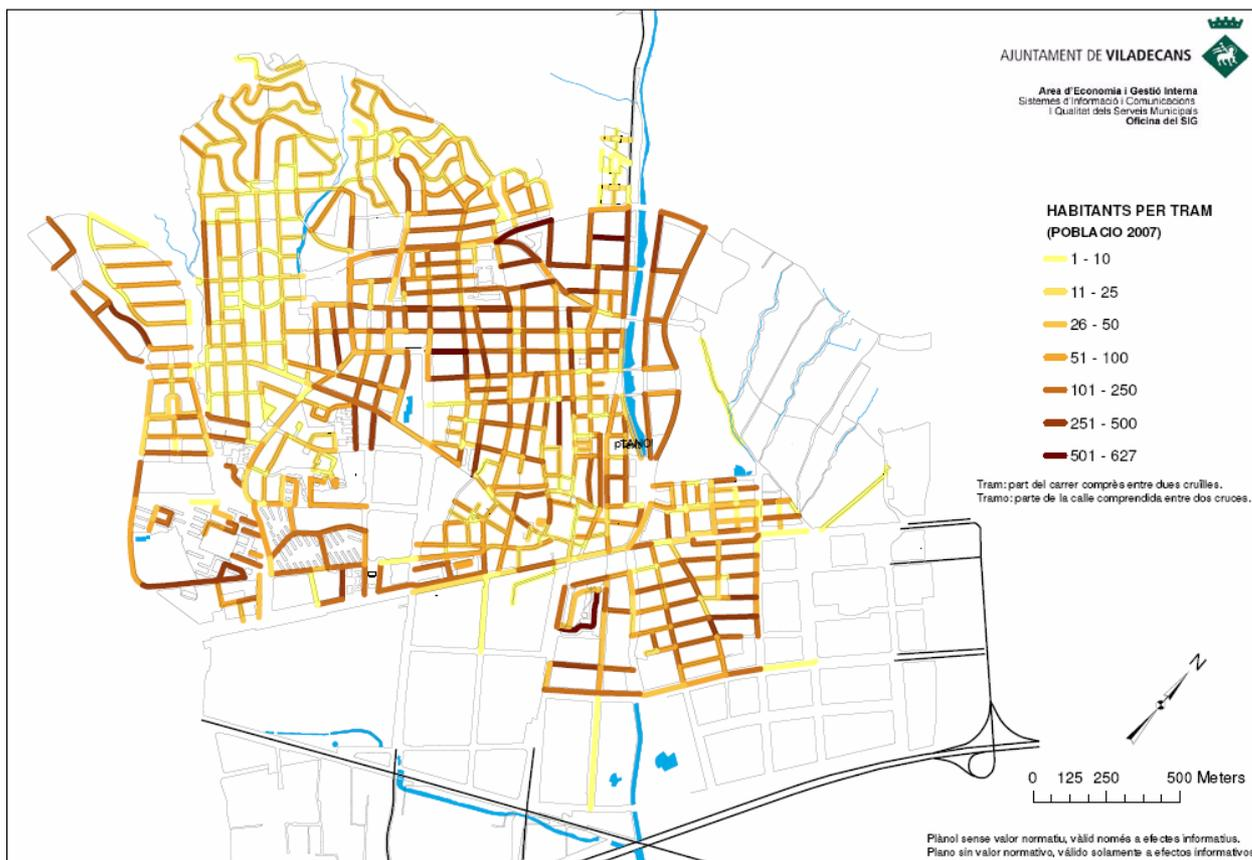 AJUNTAMENT DE VILADECANS
Area d'Economia i Gestió Interna
Sistemes d'Informació i Comunicacions
I Qualitat dels Serveis Municipals
Oficina del SIG
HABITANTS PER TRAM
(POBLACIO 2007)
1 - 10
11 - 25
26 - 50
51 - 100
101 - 250
251 - 500
501 - 627
Tram: part del carrer comprès entre dues cruïlles.
Tramo: parte de la calle comprendida entre dos cruces.
N
0 125 250 500 Meters
Plànol sense valor normatiu, vàlid només a efectes informatius.
Plano sin valor normativo, válido solamente a efectos informativos